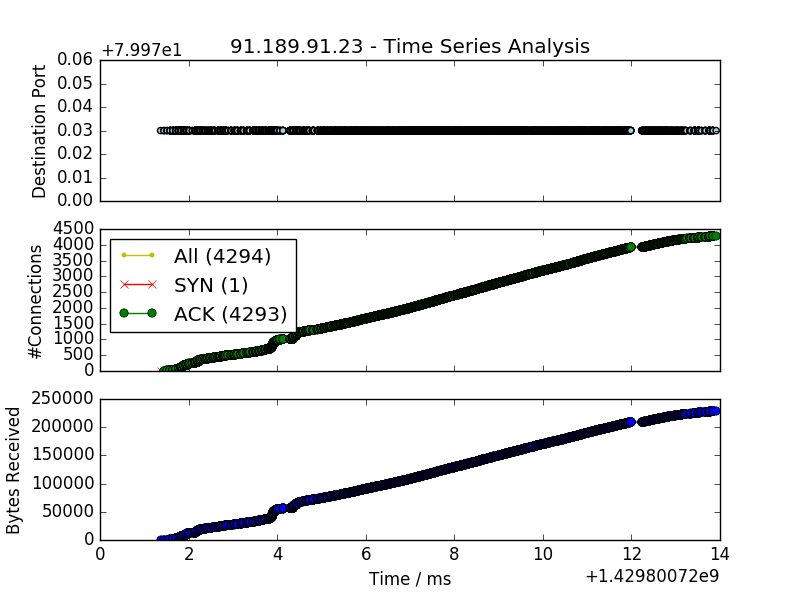 +7.997e1
91.189.91.23 - Time Series Analysis
0.06
0.05
0.04
0.03
0.02
0.01
0.00
Destination Port
4500
4000
3500
3000
2500
2000
1500
1000
500
0
#Connections
All (4294)
SYN (1)
ACK (4293)
250000
200000
150000
100000
50000
0
Bytes Received
0 2 4 6 8 10 12 14
Time / ms
+1.42980072e9